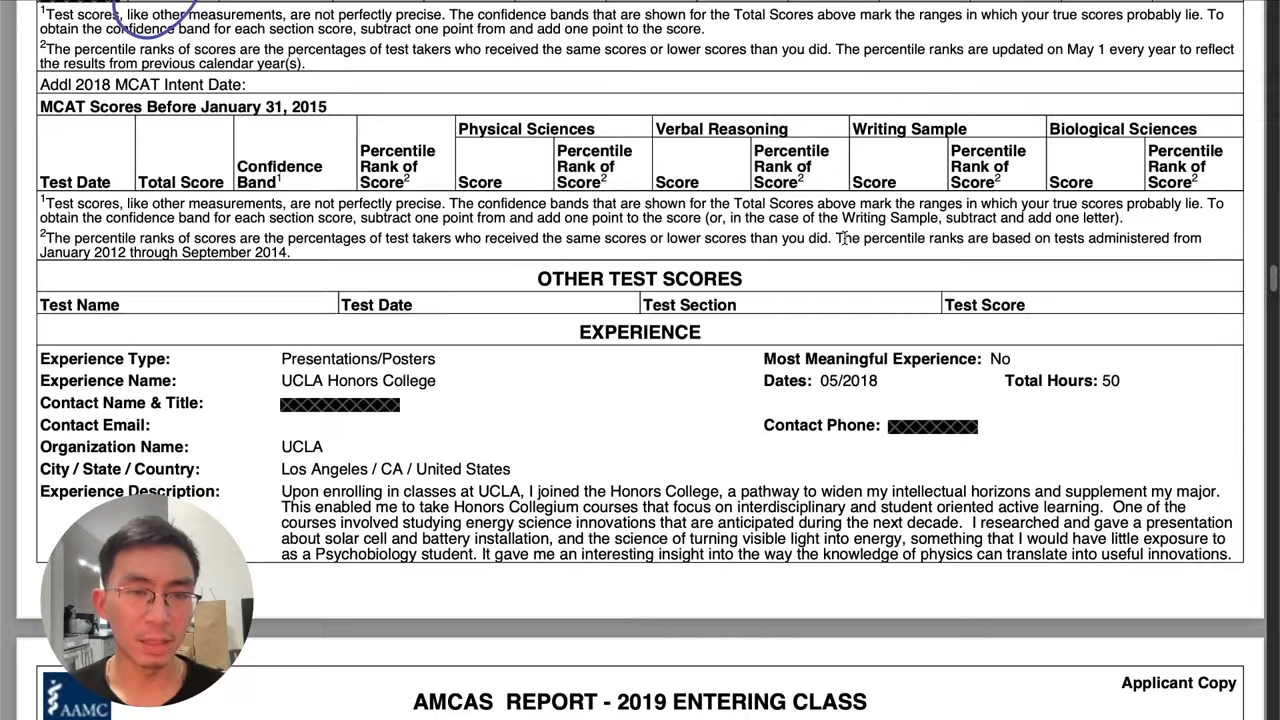 ¹Test scores, like other measurements, are not perfectly precise. The confidence bands that are shown for the Total Scores above mark the ranges in which your true scores probably lie. To
obtain the confidence band for each section score, subtract one point from and add one point to the score.
²The percentile ranks of scores are the percentages of test takers who received the same scores or lower scores than you did. The percentile ranks are updated on May 1 every year to reflect
the results from previous calendar year(s).
Addl 2018 MCAT Intent Date:
MCAT Scores Before January 31, 2015
Physical Sciences Verbal Reasoning Writing Sample Biological Sciences
Test Date Total Score Confidence Band¹ Percentile Rank of Score² Score Percentile Rank of Score² Score Percentile Rank of Score² Score Percentile Rank of Score² Score Percentile Rank of Score²
¹Test scores, like other measurements, are not perfectly precise. The confidence bands that are shown for the Total Scores above mark the ranges in which your true scores probably lie. To
obtain the confidence band for each section score, subtract one point from and add one point to the score (or, in the case of the Writing Sample, subtract and add one letter).
²The percentile ranks of scores are the percentages of test takers who received the same scores or lower scores than you did. The percentile ranks are based on tests administered from
January 2012 through September 2014.
OTHER TEST SCORES
Test Name Test Date Test Section Test Score
EXPERIENCE
Experience Type: Presentations/Posters Most Meaningful Experience: No
Experience Name: UCLA Honors College Dates: 05/2018 Total Hours: 50
Contact Name & Title:
Contact Email: Contact Phone:
Organization Name: UCLA
City / State / Country: Los Angeles / CA / United States
Experience Description: Upon enrolling in classes at UCLA, I joined the Honors College, a pathway to widen my intellectual horizons and supplement my major.
This enabled me to take Honors Collegium courses that focus on interdisciplinary and student oriented active learning. One of the
courses involved studying energy science innovations that are anticipated during the next decade. I researched and gave a presentation
about solar cell and battery installation, and the science of turning visible light into energy, something that I would have little exposure to
as a Psychobiology student. It gave me an interesting insight into the way the knowledge of physics can translate into useful innovations.
Applicant Copy
AAMC AMCAS REPORT - 2019 ENTERING CLASS